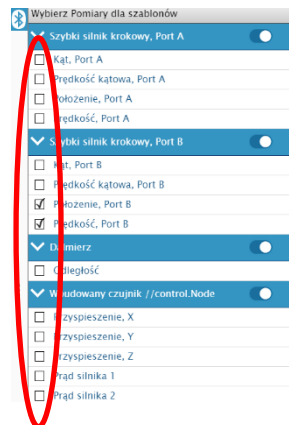 Wybierz Pomiary dla szablonów
Szybki silnik krokowy, Port A
Kąt, Port A
Prędkość kątowa, Port A
Położenie, Port A
Prędkość, Port A
Szybki silnik krokowy, Port B
Kąt, Port B
Prędkość kątowa, Port B
Położenie, Port B
Prędkość, Port B
Dalmierz
Odległość
Wbudowany czujnik //control.Node
Przyspieszenie, X
Przyspieszenie, Y
Przyspieszenie, Z
Prąd silnika 1
Prąd silnika 2